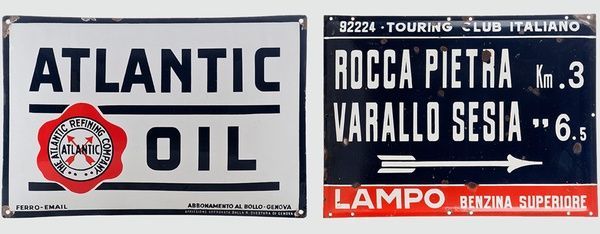 ATLANTIC
THE ATLANTIC REFINING COMPANY
ATLANTIC
OIL
FERRO-EMAIL
ABBONAMENTO AL BOLLO-GENOVA
92224 · TOURING CLUB ITALIANO
ROCCA PIETRA Km .3
VARALLO SESIA " 6.5
LAMPO BENZINA SUPERIORE